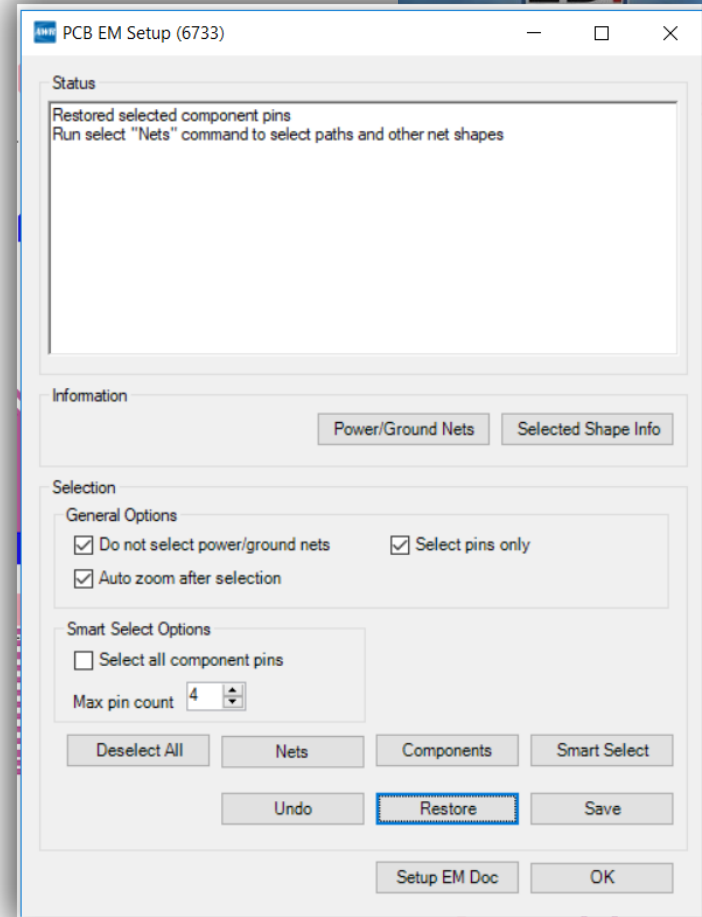 AWR PCB EM Setup (6733)
Status
Restored selected component pins
Run select "Nets" command to select paths and other net shapes
Information
Power/Ground Nets Selected Shape Info
Selection
General Options
Do not select power/ground nets Select pins only
Auto zoom after selection
Smart Select Options
Select all component pins
Max pin count 4
Deselect All Nets Components Smart Select
Undo Restore Save
Setup EM Doc OK